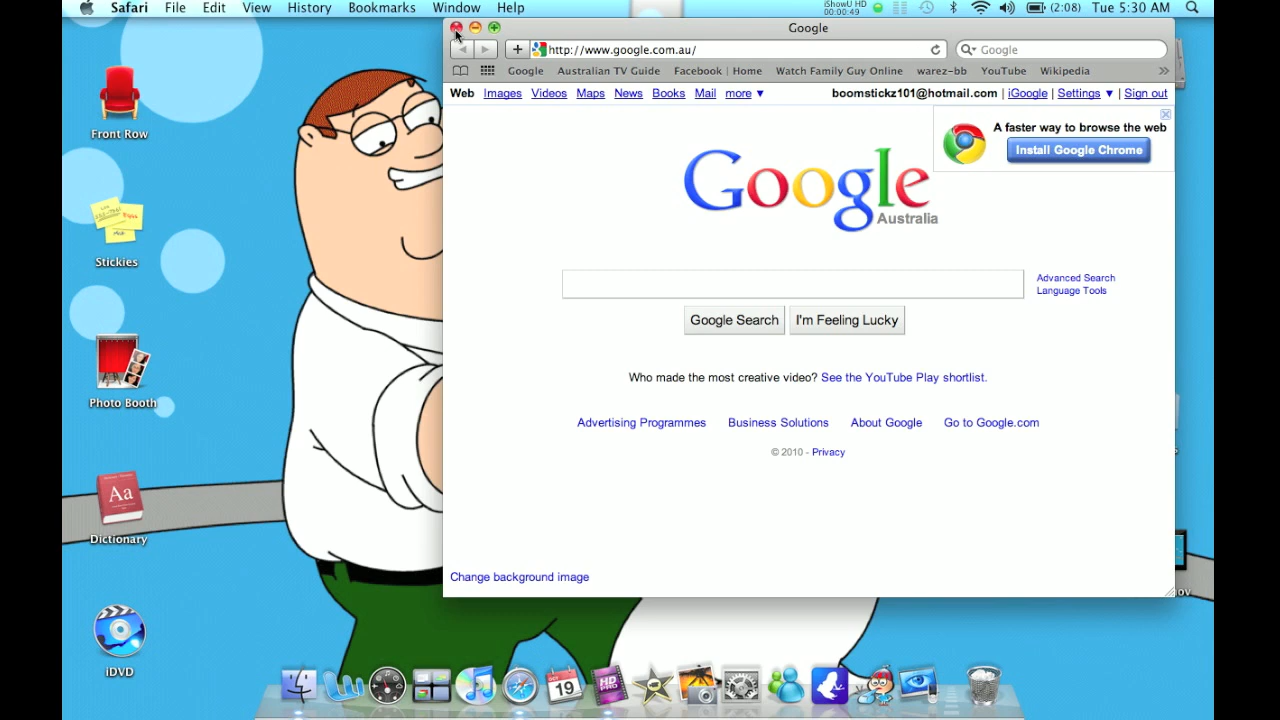 Safari File Edit View History Bookmarks Window Help iShowU HD 00:00:49 (2:08) Tue 5:30 AM
Google
http://www.google.com.au/ Google
Google Australian TV Guide Facebook | Home Watch Family Guy Online warez-bb YouTube Wikipedia
Web Images Videos Maps News Books Mail more ▼ boomstickz101@hotmail.com | iGoogle | Settings ▼ | Sign out
A faster way to browse the web
Install Google Chrome
Google
Australia
Advanced Search
Language Tools
Google Search I'm Feeling Lucky
Who made the most creative video? See the YouTube Play shortlist.
Advertising Programmes Business Solutions About Google Go to Google.com
© 2010 - Privacy
Change background image
Front Row
Stickies
Photo Booth
Aa
Dictionary
iDVD
OCT
19
HD
PRO